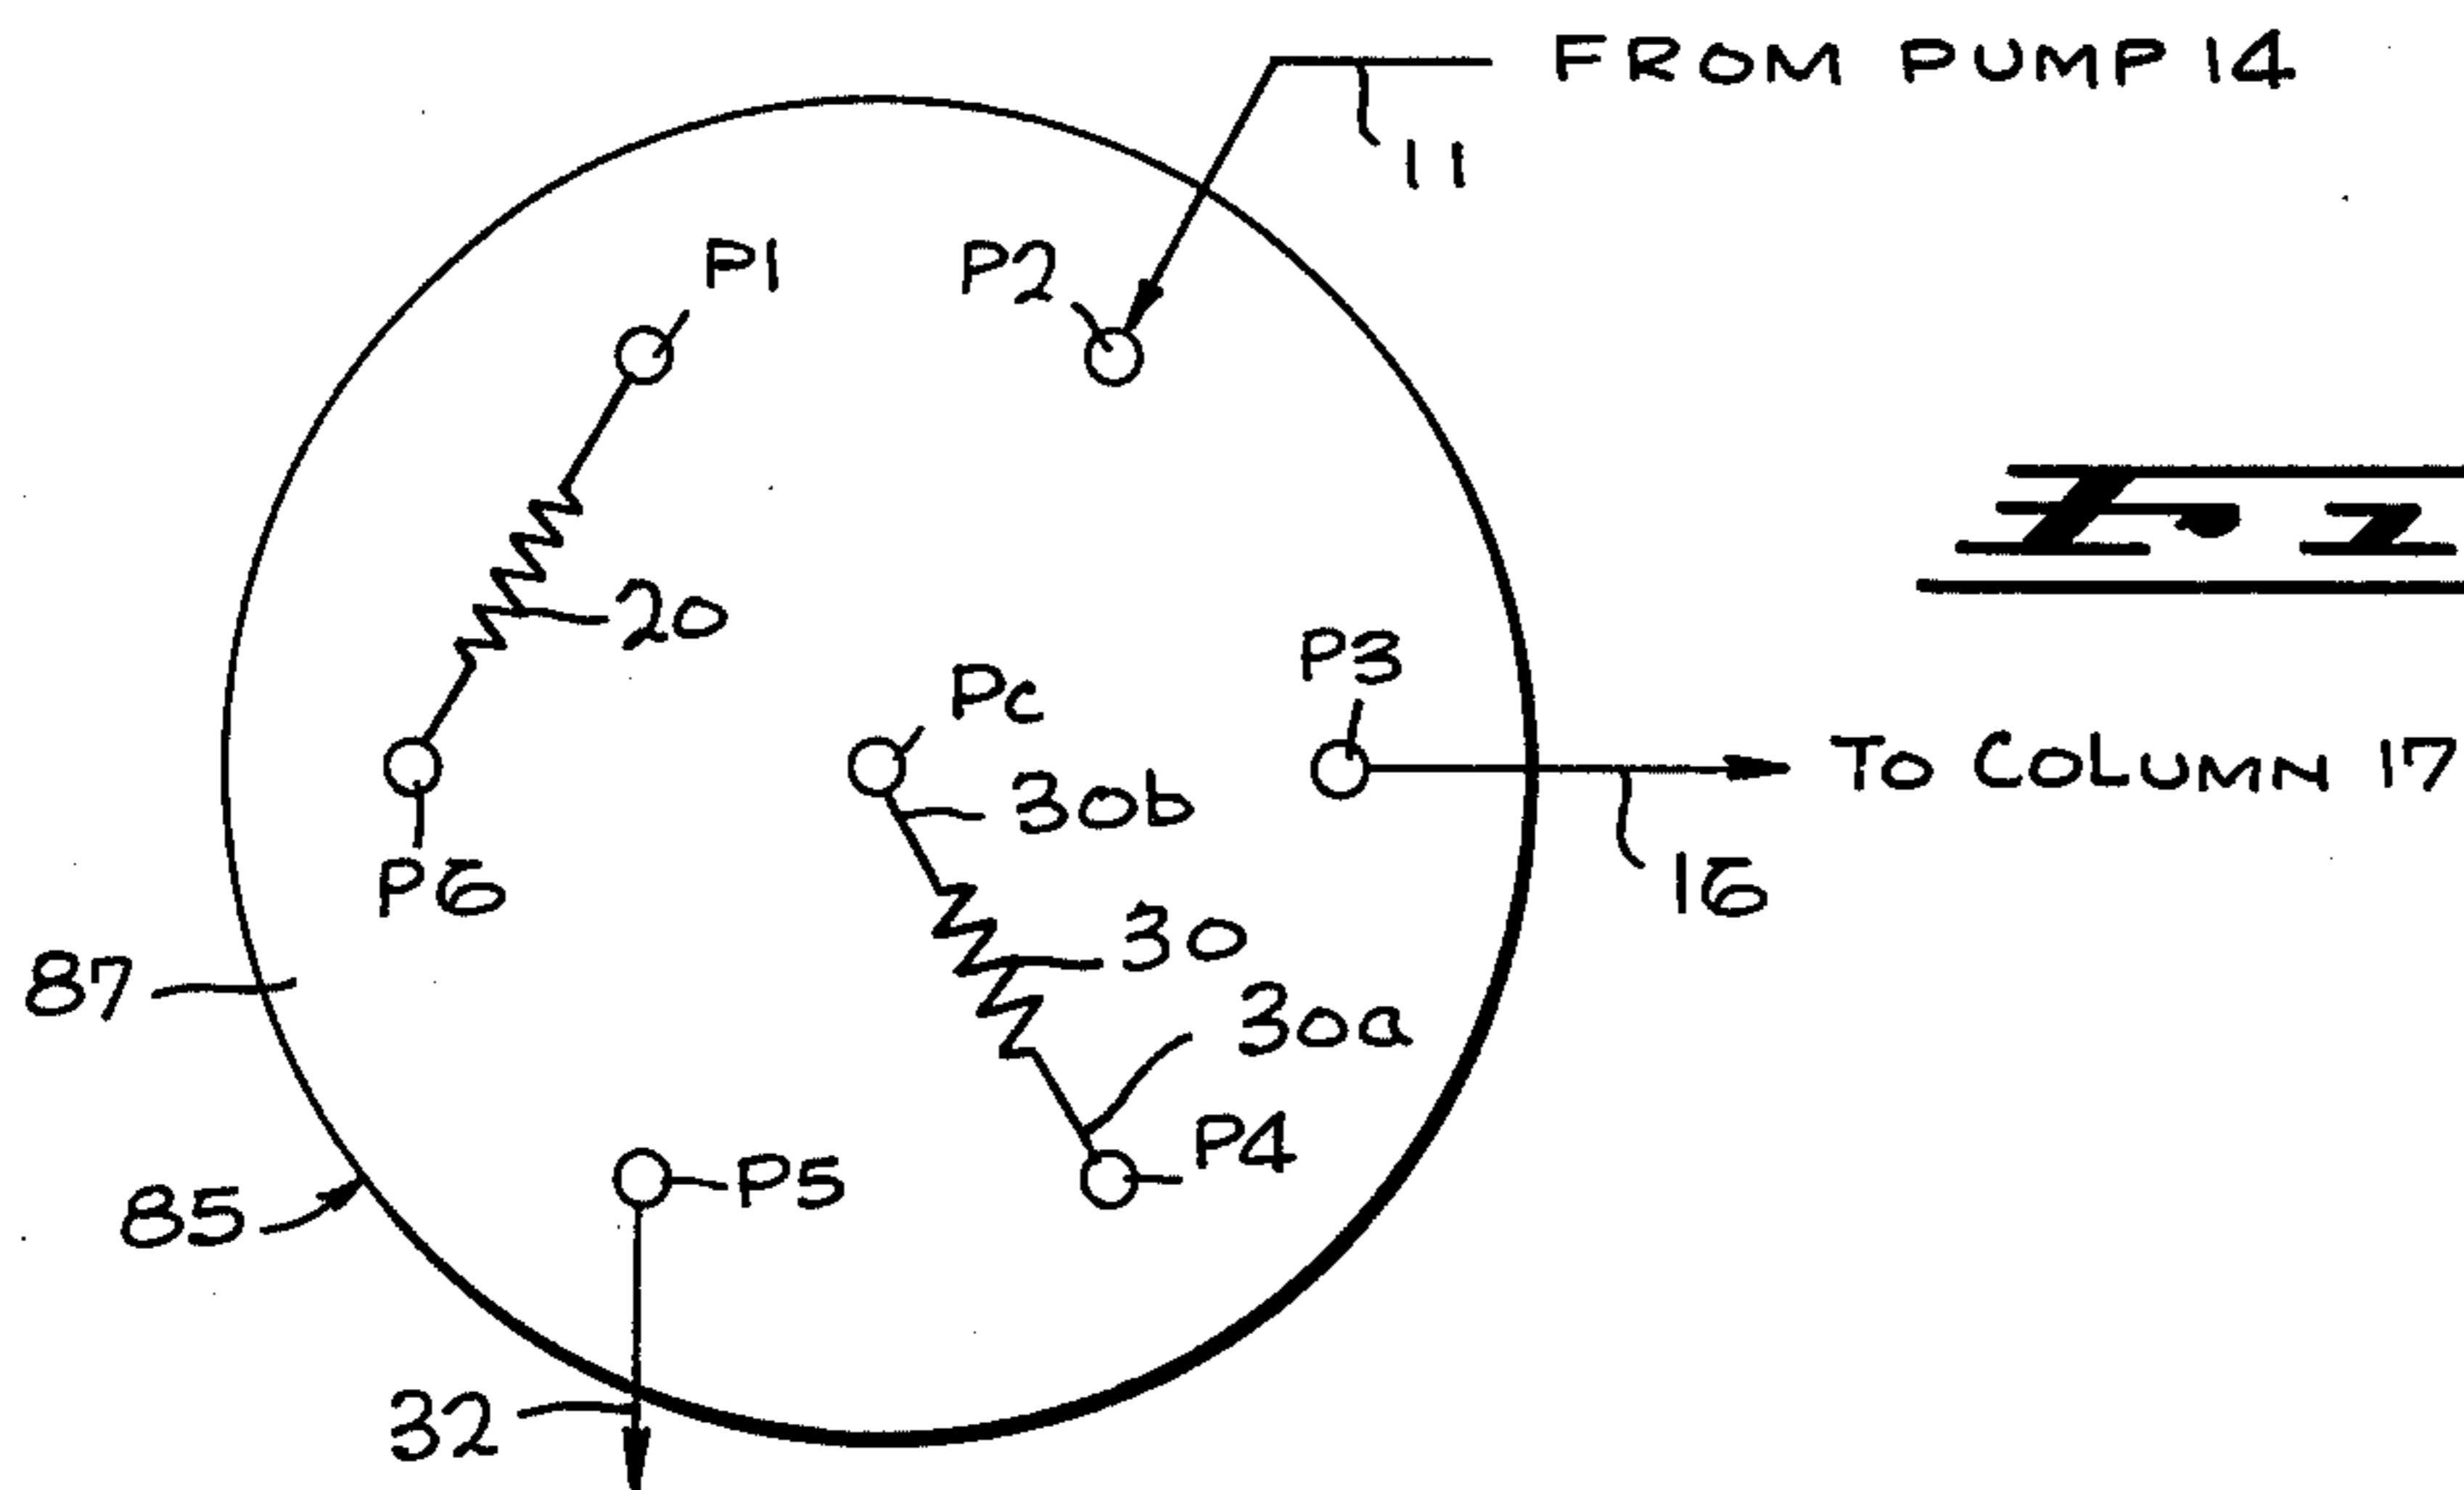 FROM PUMP 14
11
P1
P2
20
P3
Pc
TO COLUMN 17
30b
P6
16
30
87
30a
P4
P5
85
32